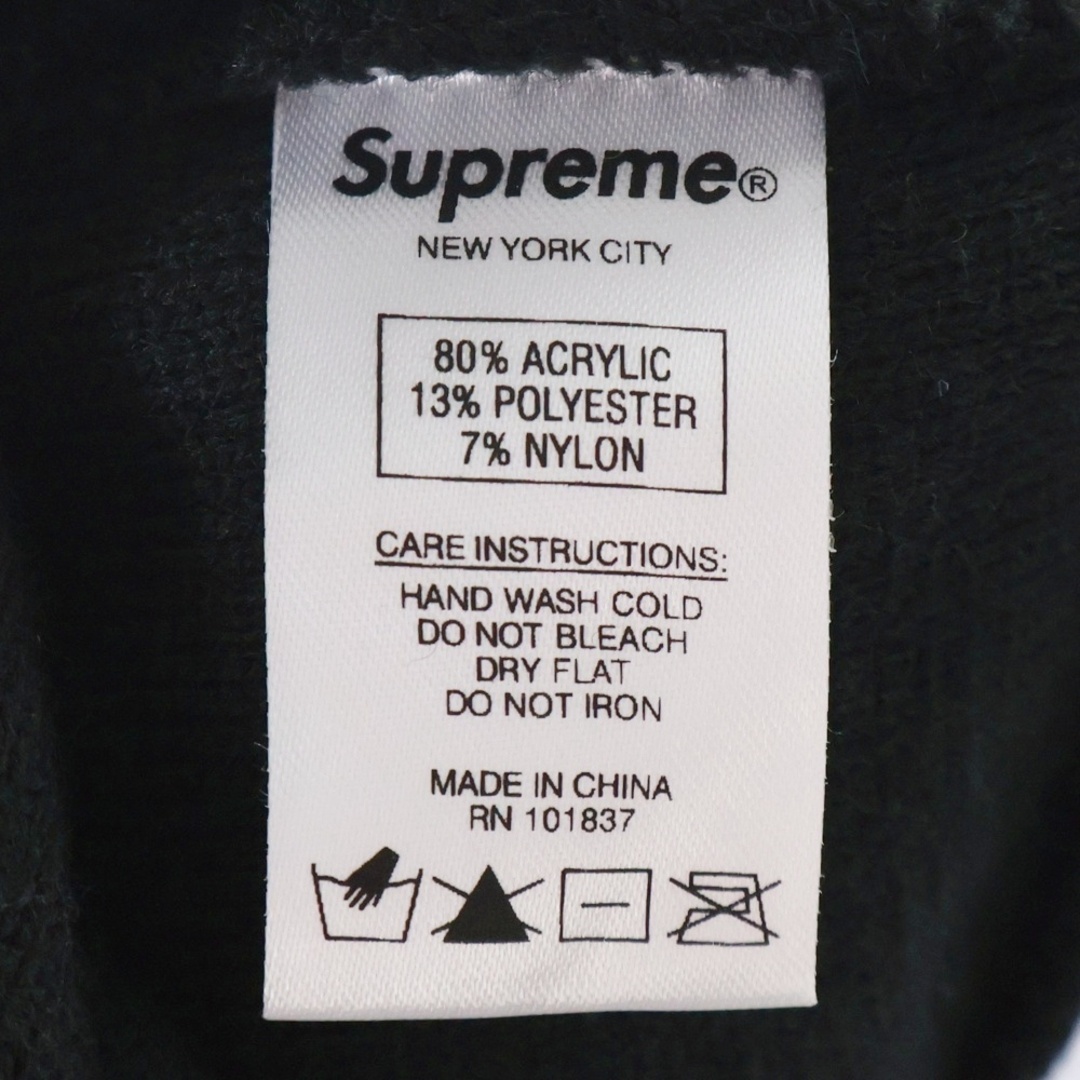 Supreme®
NEW YORK CITY
80% ACRYLIC
13% POLYESTER
7% NYLON
CARE INSTRUCTIONS:
HAND WASH COLD
DO NOT BLEACH
DRY FLAT
DO NOT IRON
MADE IN CHINA
RN 101837